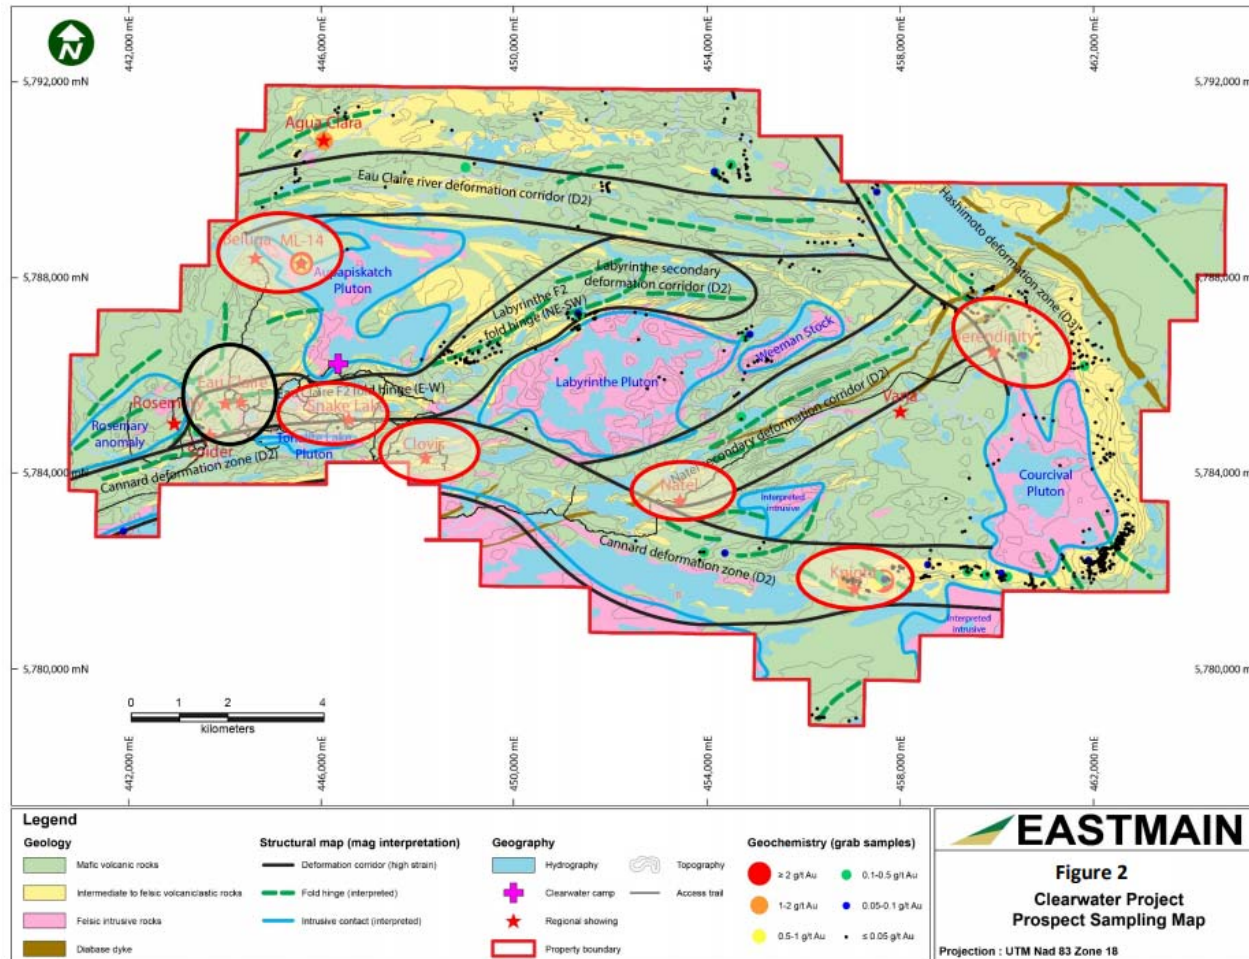 442,000 mE
446,000 mE
450,000 mE
454,000 mE
458,000 mE
462,000 mE
N
5,792,000 mN
5,792,000 m
Agua Clara
Eau Claire river deformation corridor (D2)
Hashimoto deformation zone (D3)
Beluga
ML-14
5,788,000 mN
5,788,000 m
Pluton
Labyrinthe secondary
deformation corridor (D2)
Labyrinthe F2
fold hinge (NE-SW)
Weeman Stock
Serendipity
Labyrinthe Pluton
Eau Claire
Claire F2 fold hinge (E-W)
Rosemary
Rosemary
anomaly
Snake Lake
Vana
Natel secondary deformation corridor (D2)
Clovis
Tonalite Lake
Pluton
Cannard deformation zone (D2)
5,784,000 mN
5,784,000 m
Natel
Interpreted
intrusive
Courcival
Pluton
Cannard deformation zone (D2)
Knight
Interpreted
intrusive
5,780,000 mN
5,780,000 m
0 1 2 4
kilometers
442,000 mE
446,000 mE
450,000 mE
454,000 mE
458,000 mE
462,000 mE
Legend
Geology
Mafic volcanic rocks
Intermediate to felsic volcaniclastic rocks
Felsic intrusive rocks
Diabase dyke
Structural map (mag interpretation)
Deformation corridor (high strain)
Fold hinge (interpreted)
Intrusive contact (interpreted)
Geography
Hydrography
Topography
Clearwater camp
Access trail
Regional showing
Property boundary
Geochemistry (grab samples)
≥ 2 g/t Au
0.1-0.5 g/t Au
1-2 g/t Au
0.05-0.1 g/t Au
0.5-1 g/t Au
≤ 0.05 g/t Au
EASTMAIN
Figure 2
Clearwater Project
Prospect Sampling Map
Projection : UTM Nad 83 Zone 18